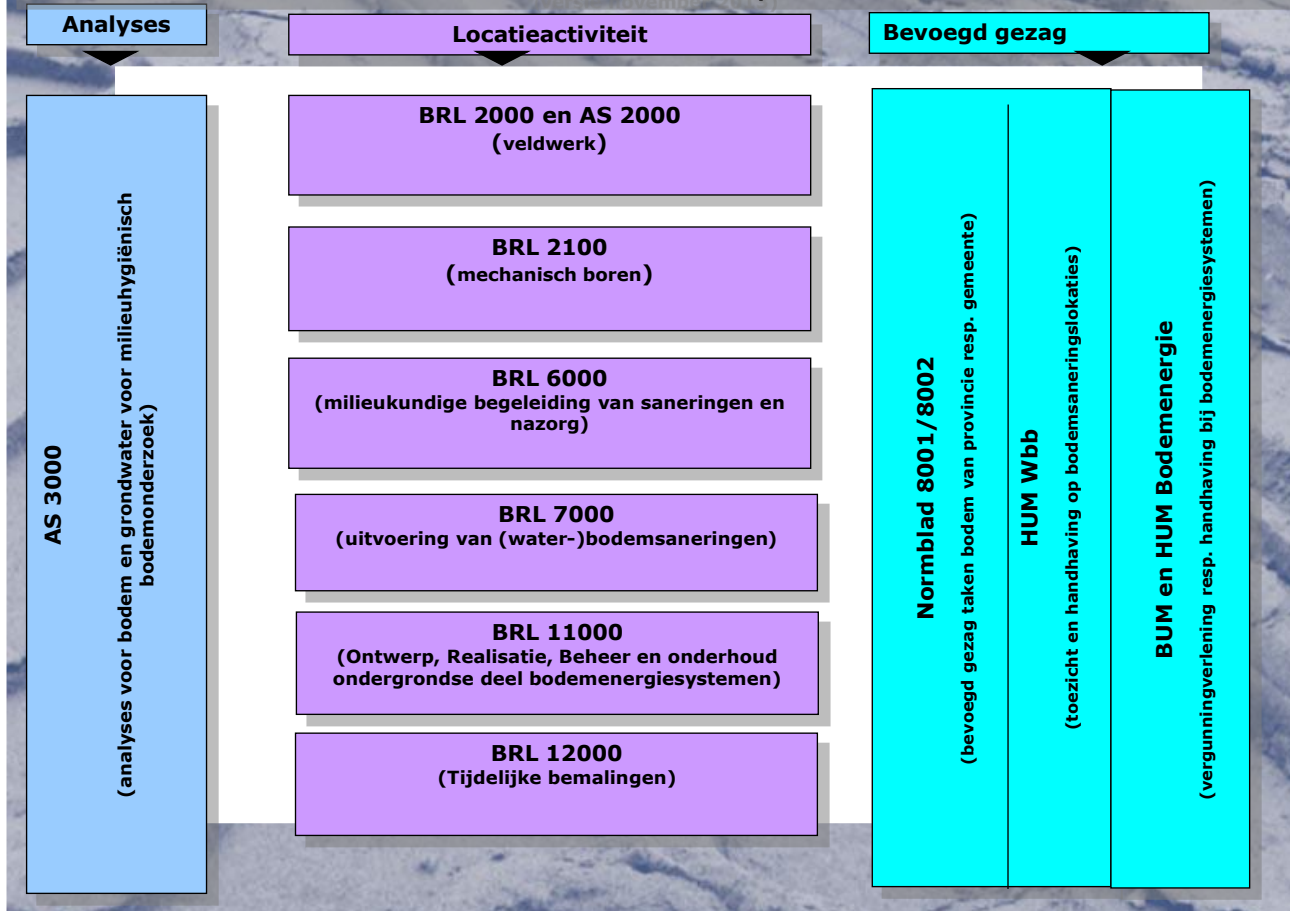 Analyses
Locatieactiviteit
Bevoegd gezag
AS 3000
(analyses voor bodem en grondwater voor milieuhygiënisch
bodemonderzoek)
BRL 2000 en AS 2000
(veldwerk)
BRL 2100
(mechanisch boren)
BRL 6000
(milieukundige begeleiding van saneringen en
nazorg)
BRL 7000
(uitvoering van (water-)bodemsaneringen)
BRL 11000
(Ontwerp, Realisatie, Beheer en onderhoud
ondergrondse deel bodemenergiesystemen)
BRL 12000
(Tijdelijke bemalingen)
Normblad 8001/8002
(bevoegd gezag taken bodem van provincie resp. gemeente)
HUM Wbb
(toezicht en handhaving op bodemsaneringslokaties)
BUM en HUM Bodemenergie
(vergunningverlening resp. handhaving bij bodemenergiesystemen)